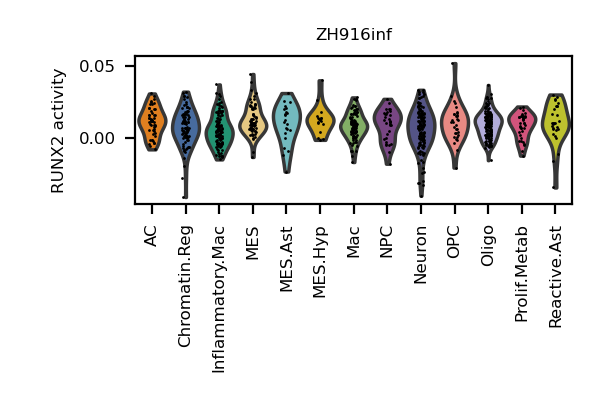 ZH916inf
RUNX2 activity
0.05
0.00
AC
Chromatin.Reg
Inflammatory.Mac
MES
MES.Ast
MES.Hyp
Mac
NPC
Neuron
OPC
Oligo
Prolif.Metab
Reactive.Ast